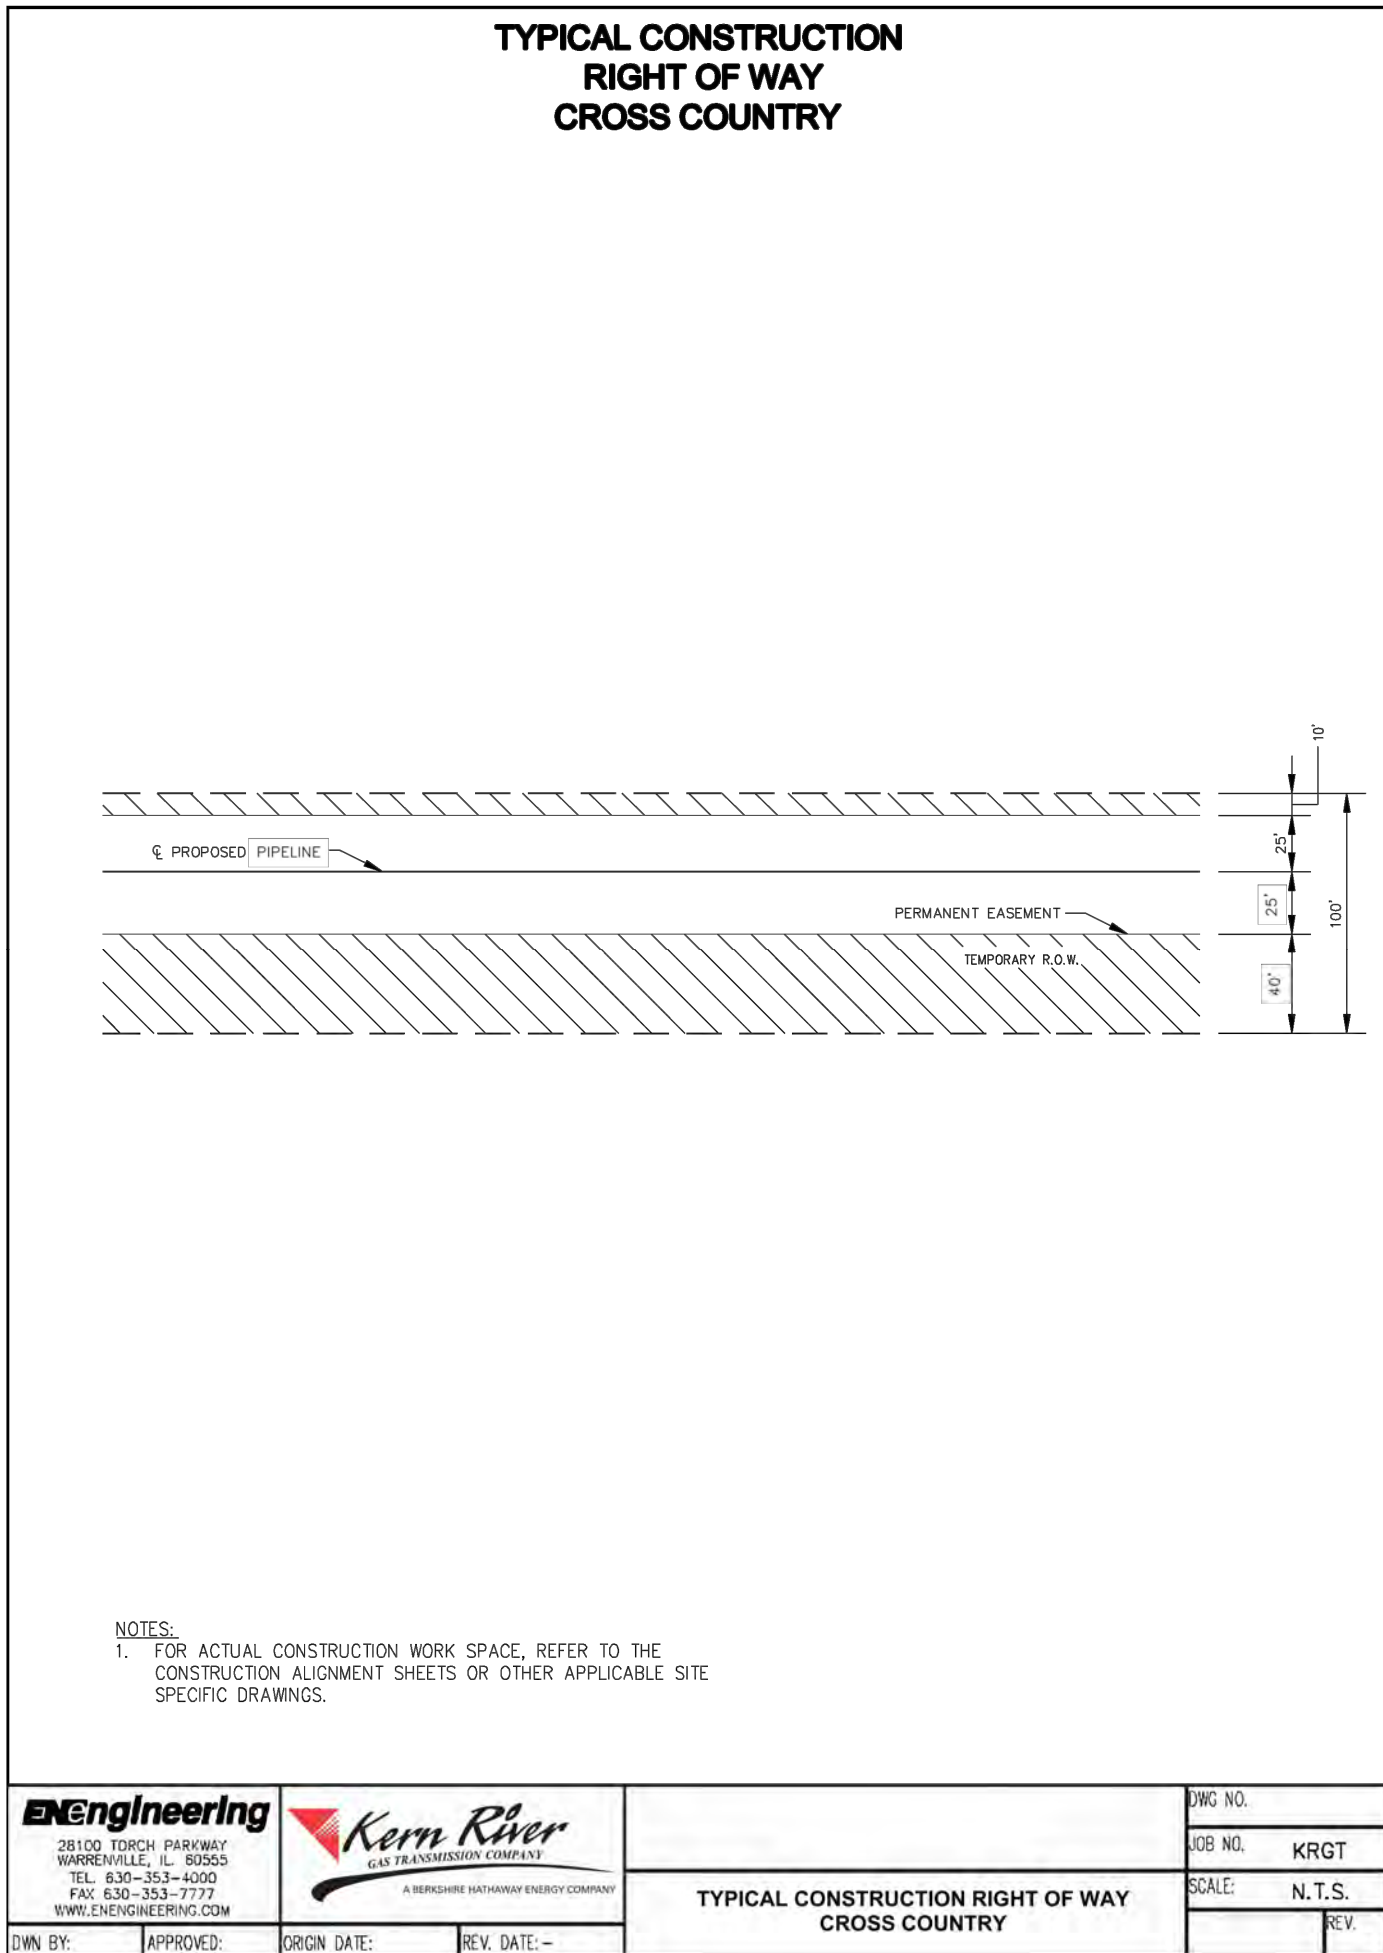 TYPICAL CONSTRUCTION
RIGHT OF WAY
CROSS COUNTRY
10'
25'
℄ PROPOSED PIPELINE
25'
100'
PERMANENT EASEMENT
TEMPORARY R.O.W.
40'
NOTES:
1. FOR ACTUAL CONSTRUCTION WORK SPACE, REFER TO THE
CONSTRUCTION ALIGNMENT SHEETS OR OTHER APPLICABLE SITE
SPECIFIC DRAWINGS.
ENEngineering
28100 TORCH PARKWAY
WARRENVILLE, IL. 60555
TEL. 630-353-4000
FAX 630-353-7777
WWW.ENENGINEERING.COM
Kern River
GAS TRANSMISSION COMPANY
A BERKSHIRE HATHAWAY ENERGY COMPANY
TYPICAL CONSTRUCTION RIGHT OF WAY
CROSS COUNTRY
DWG NO.
JOB NO. KRGT
SCALE: N.T.S.
REV.
DWN BY: APPROVED: ORIGIN DATE: REV. DATE: –